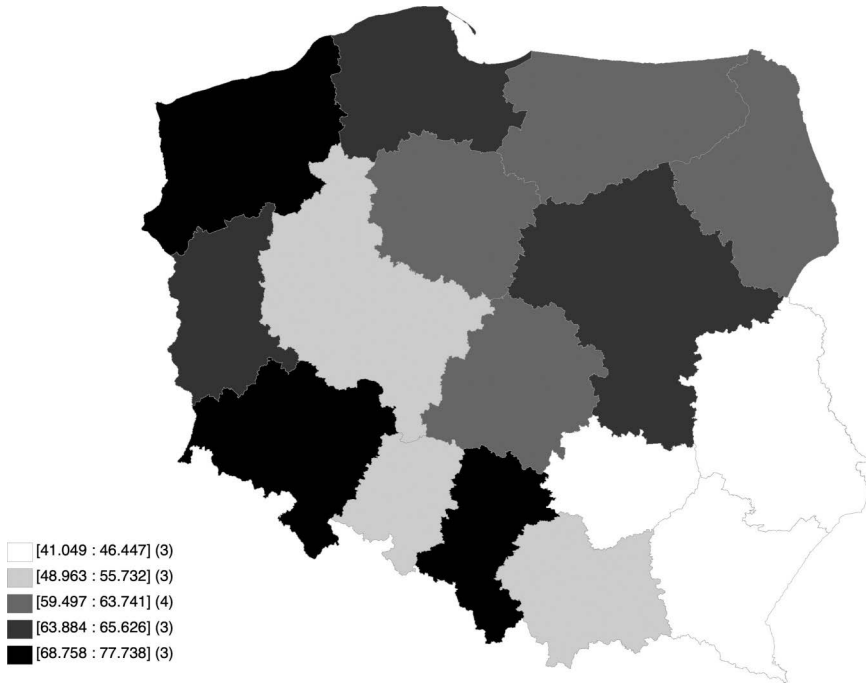 [41.049 : 46.447] (3)
[48.963 : 55.732] (3)
[59.497 : 63.741] (4)
[63.884 : 65.626] (3)
[68.758 : 77.738] (3)